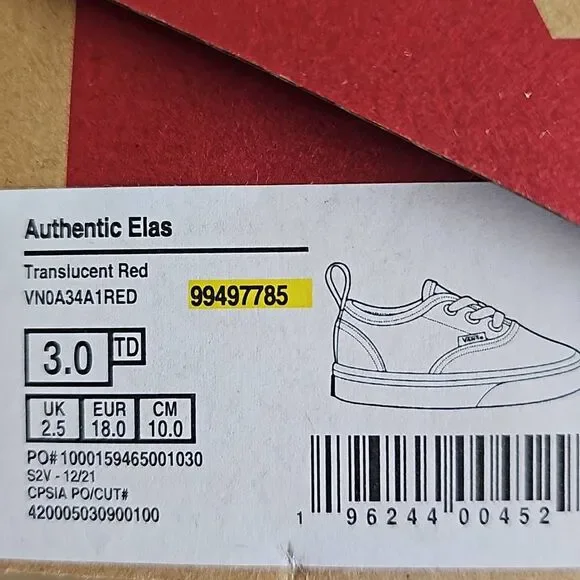 Authentic Elas
Translucent Red
VN0A34A1RED 99497785
3.0 TD
UK EUR CM
2.5 18.0 10.0
PO# 1000159465001030
S2V - 12/21
CPSIA PO/CUT#
420005030900100
VANS
1 96244 00452